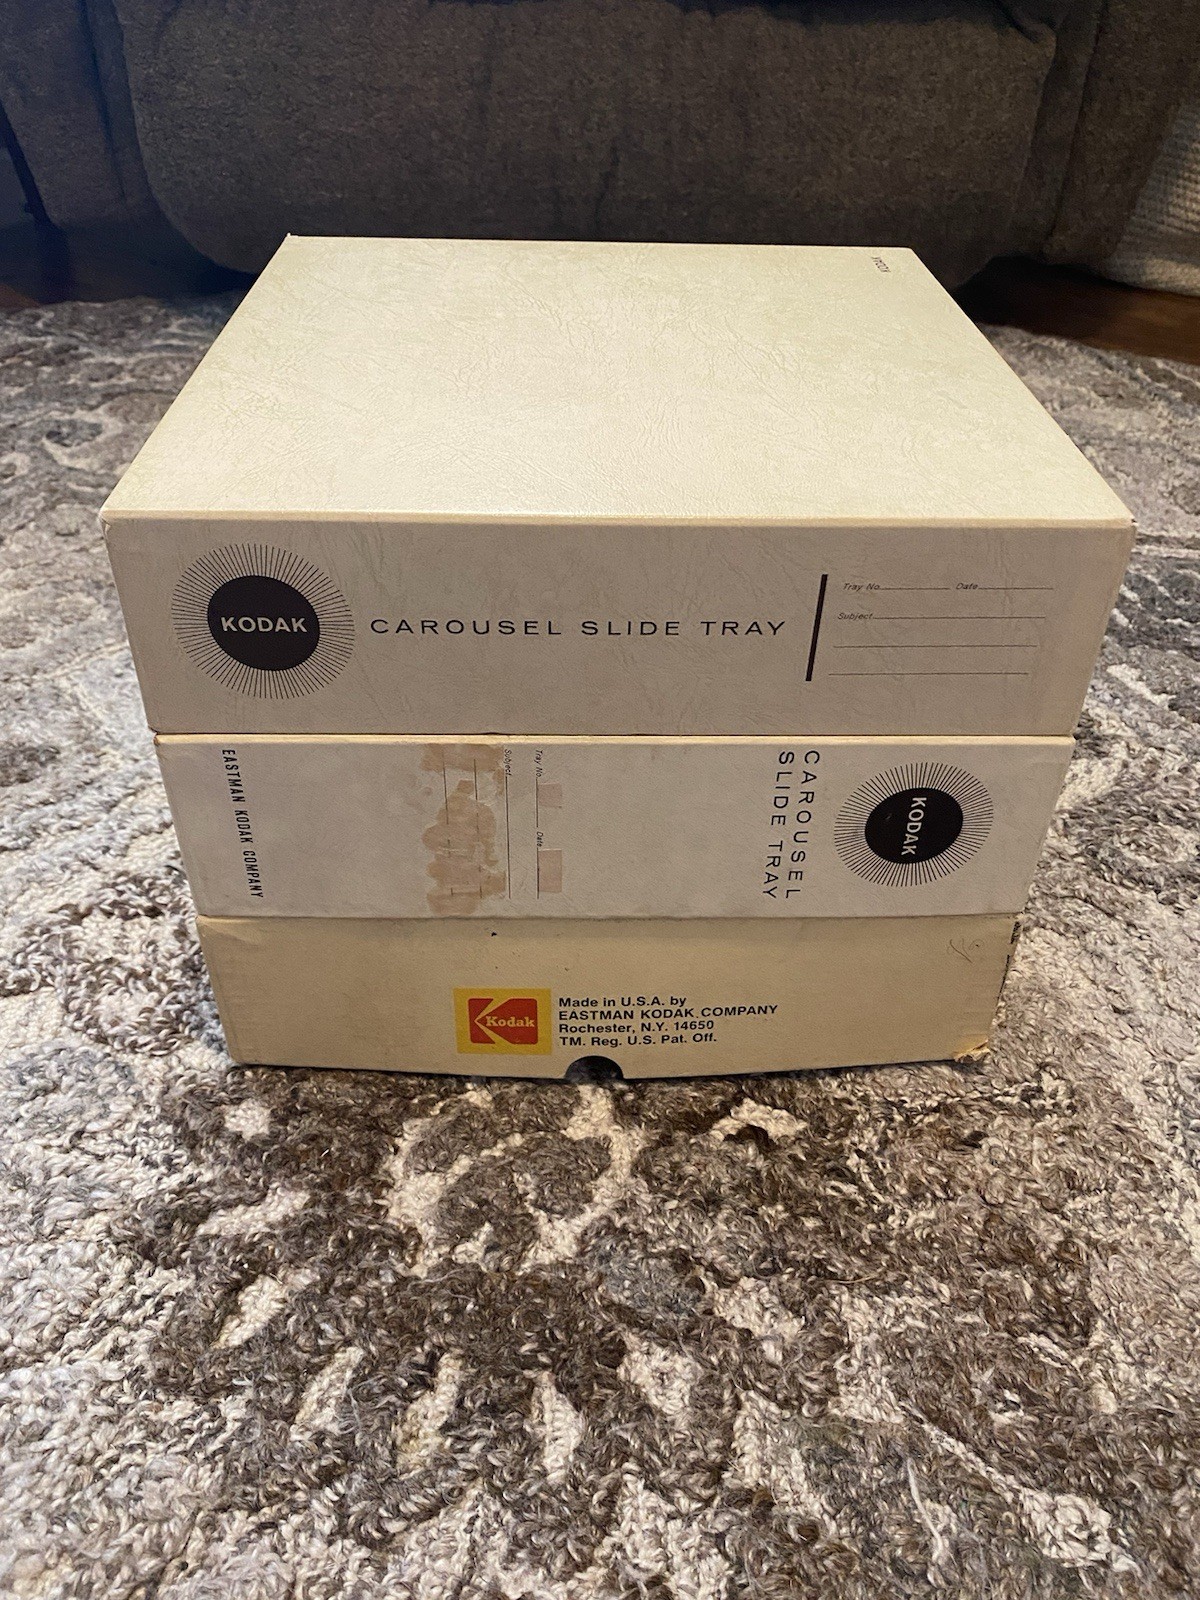 KODAK
KODAK
CAROUSEL SLIDE TRAY
Tray No. Date
Subject
EASTMAN KODAK COMPANY
Tray No. Date
Subject
CAROUSEL
SLIDE TRAY
KODAK
Kodak
Made in U.S.A. by
EASTMAN KODAK COMPANY
Rochester, N.Y. 14650
TM. Reg. U.S. Pat. Off.